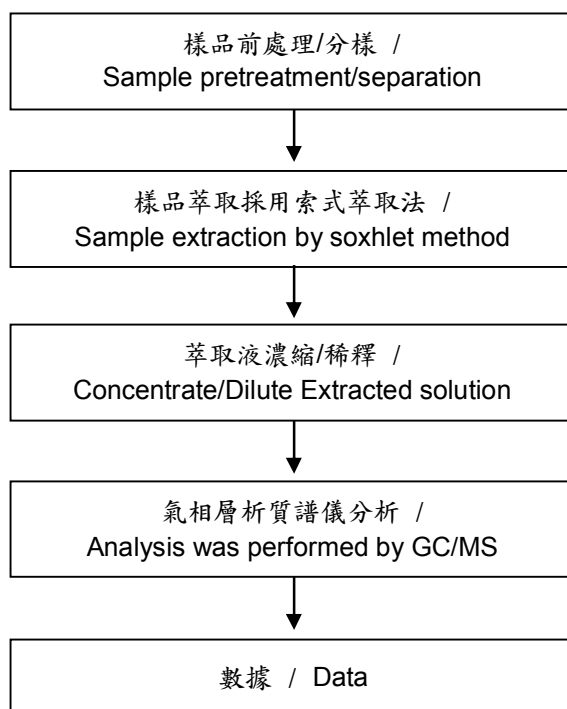 樣品前處理/分樣 /
Sample pretreatment/separation
樣品萃取採用索式萃取法 /
Sample extraction by soxhlet method
萃取液濃縮/稀釋 /
Concentrate/Dilute Extracted solution
氣相層析質譜儀分析 /
Analysis was performed by GC/MS
數據 / Data